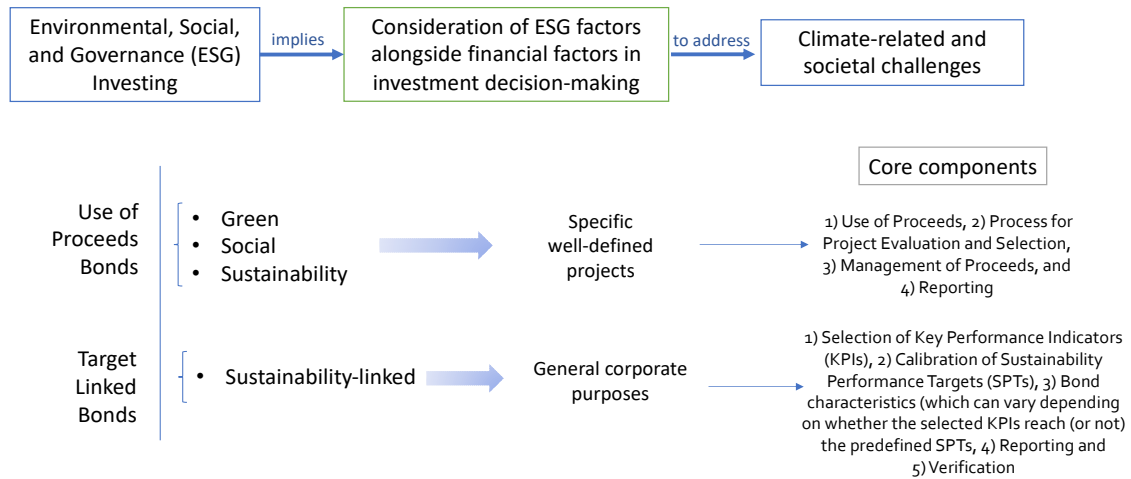 Environmental, Social,
and Governance (ESG)
Investing
implies
Consideration of ESG factors
alongside financial factors in
investment decision-making
to address
Climate-related and
societal challenges
Core components
Use of
Proceeds
Bonds
• Green
• Social
• Sustainability
Specific
well-defined
projects
1) Use of Proceeds, 2) Process for
Project Evaluation and Selection,
3) Management of Proceeds, and
4) Reporting
Target
Linked
Bonds
• Sustainability-linked
General corporate
purposes
1) Selection of Key Performance Indicators
(KPIs), 2) Calibration of Sustainability
Performance Targets (SPTs), 3) Bond
characteristics (which can vary depending
on whether the selected KPIs reach (or not)
the predefined SPTs, 4) Reporting and
5) Verification